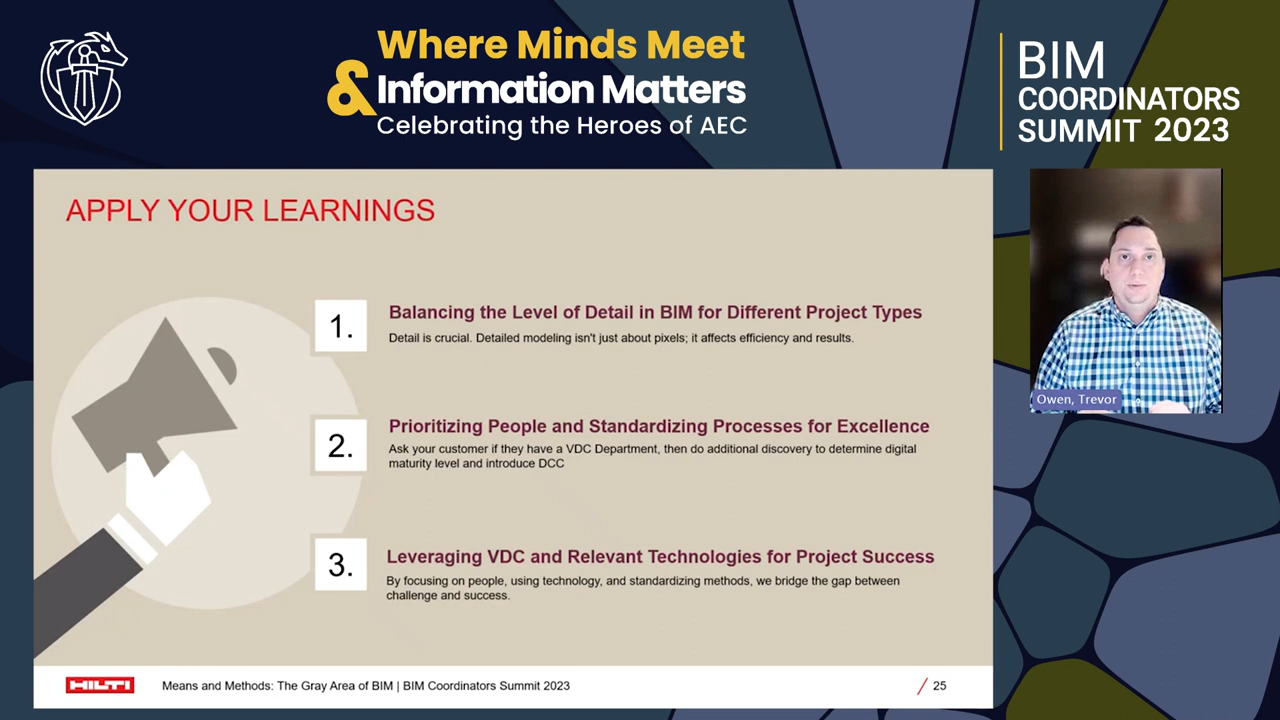 Where Minds Meet
& Information Matters
Celebrating the Heroes of AEC
BIM
COORDINATORS
SUMMIT 2023
APPLY YOUR LEARNINGS
1.
Balancing the Level of Detail in BIM for Different Project Types
Detail is crucial. Detailed modeling isn't just about pixels; it affects efficiency and results.
2.
Prioritizing People and Standardizing Processes for Excellence
Ask your customer if they have a VDC Department, then do additional discovery to determine digital
maturity level and introduce DCC
3.
Leveraging VDC and Relevant Technologies for Project Success
By focusing on people, using technology, and standardizing methods, we bridge the gap between
challenge and success.
Owen, Trevor
HILTI
Means and Methods: The Gray Area of BIM | BIM Coordinators Summit 2023
/ 25